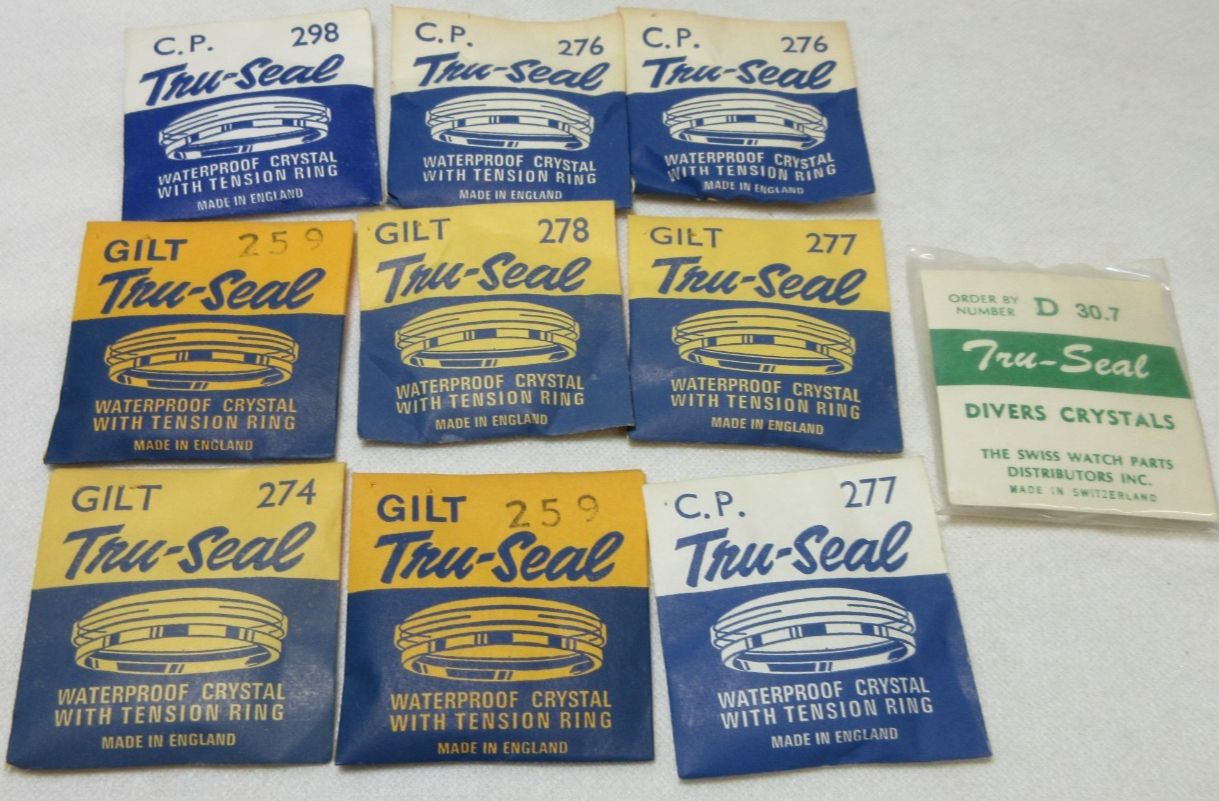 C.P. 298
Tru-Seal
WATERPROOF CRYSTAL
WITH TENSION RING
MADE IN ENGLAND
C.P. 276
Tru-Seal
WATERPROOF CRYSTAL
WITH TENSION RING
MADE IN ENGLAND
C.P. 276
Tru-Seal
WATERPROOF CRYSTAL
WITH TENSION RING
MADE IN ENGLAND
GILT 259
Tru-Seal
WATERPROOF CRYSTAL
WITH TENSION RING
MADE IN ENGLAND
GILT 278
Tru-Seal
WATERPROOF CRYSTAL
WITH TENSION RING
MADE IN ENGLAND
GILT 277
Tru-Seal
WATERPROOF CRYSTAL
WITH TENSION RING
MADE IN ENGLAND
ORDER BY
NUMBER D 30.7
Tru-Seal
DIVERS CRYSTALS
THE SWISS WATCH PARTS
DISTRIBUTORS INC.
MADE IN SWITZERLAND
GILT 274
Tru-Seal
WATERPROOF CRYSTAL
WITH TENSION RING
MADE IN ENGLAND
GILT 259
Tru-Seal
WATERPROOF CRYSTAL
WITH TENSION RING
MADE IN ENGLAND
C.P. 277
Tru-Seal
WATERPROOF CRYSTAL
WITH TENSION RING
MADE IN ENGLAND